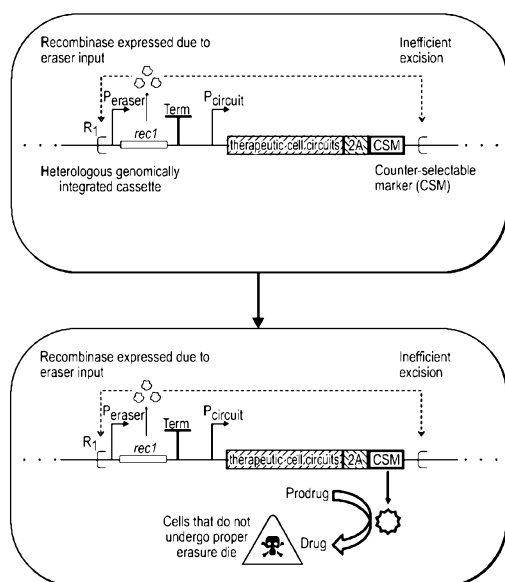 Recombinase expressed due to
eraser input
Inefficient
excision
Peraser
Pcircuit
Term
R1
rec1
therapeutic cell circuits
2A
CSM
Heterologous genomically
integrated cassette
Counter-selectable
marker (CSM)
Recombinase expressed due to
eraser input
Inefficient
excision
Peraser
Pcircuit
Term
R1
rec1
therapeutic cell circuits
2A
CSM
Prodrug
Cells that do not
undergo proper
erasure die
Drug